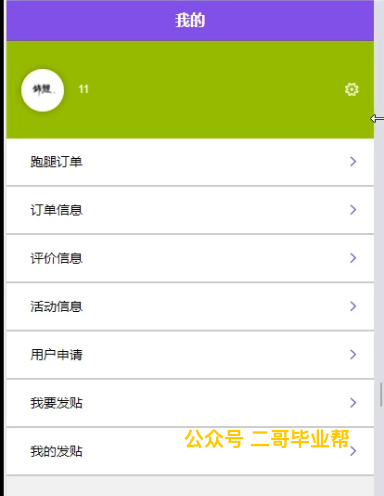 我的
11
跑腿订单
订单信息
评价信息
活动信息
用户申请
我要发贴
公众号 二哥毕业帮
我的发贴